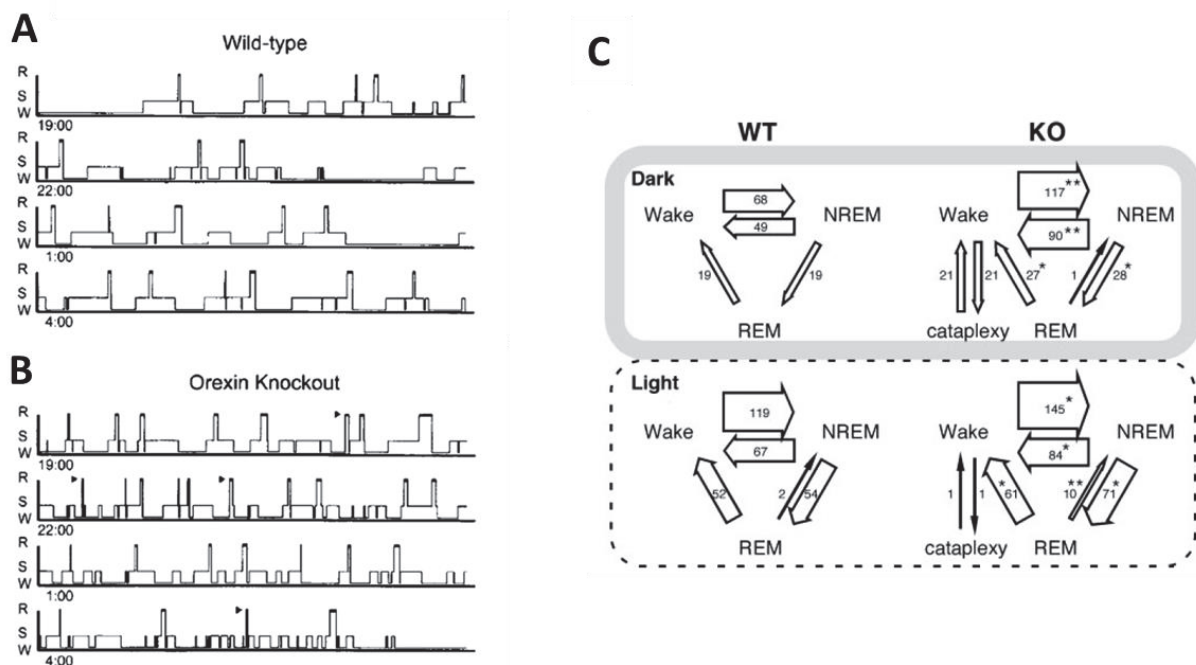 A
Wild-type
R
S
W
19:00
R
S
W
22:00
R
S
W
1:00
R
S
W
4:00
B
Orexin Knockout
R
S
W
19:00
R
S
W
22:00
R
S
W
1:00
R
S
W
4:00
C
WT KO
Dark
Wake 68 NREM
49
19 19
REM
Wake 117** NREM
90**
21 21 27* 1 28*
cataplexy REM
Light
Wake 119 NREM
67
52 2 54
REM
Wake 145* NREM
84*
1 1 *61 **10 71*
cataplexy REM